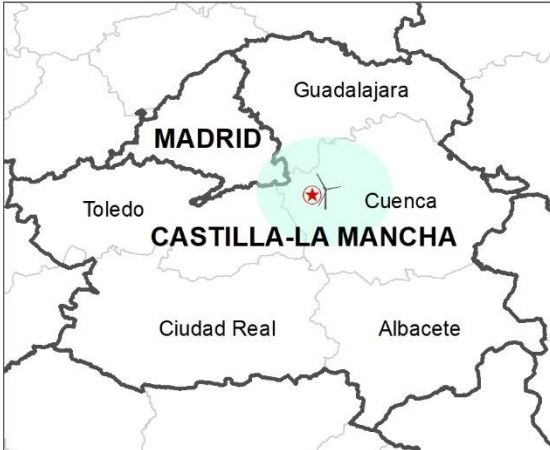 Guadalajara
MADRID
Toledo
Cuenca
CASTILLA-LA MANCHA
Ciudad Real
Albacete